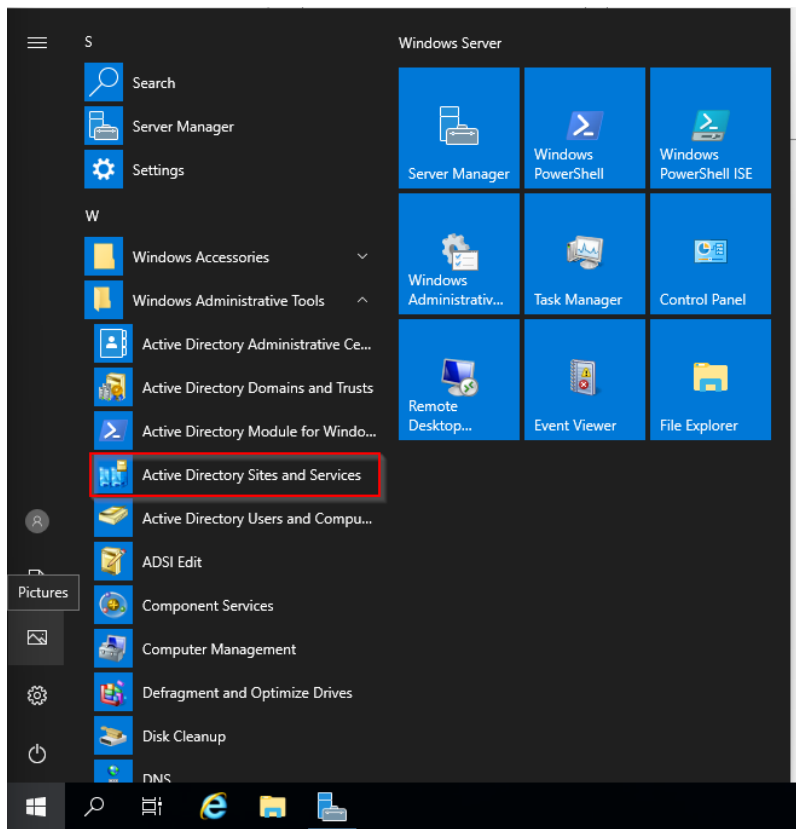 S
Search
Server Manager
Settings
W
Windows Accessories
Windows Administrative Tools
Active Directory Administrative Ce...
Active Directory Domains and Trusts
Active Directory Module for Windo...
Active Directory Sites and Services
Active Directory Users and Compu...
ADSI Edit
Component Services
Computer Management
Defragment and Optimize Drives
Disk Cleanup
DNS
Pictures
Windows Server
Server Manager
Windows
PowerShell
Windows
PowerShell ISE
Windows
Administrativ...
Task Manager
Control Panel
Remote
Desktop...
Event Viewer
File Explorer